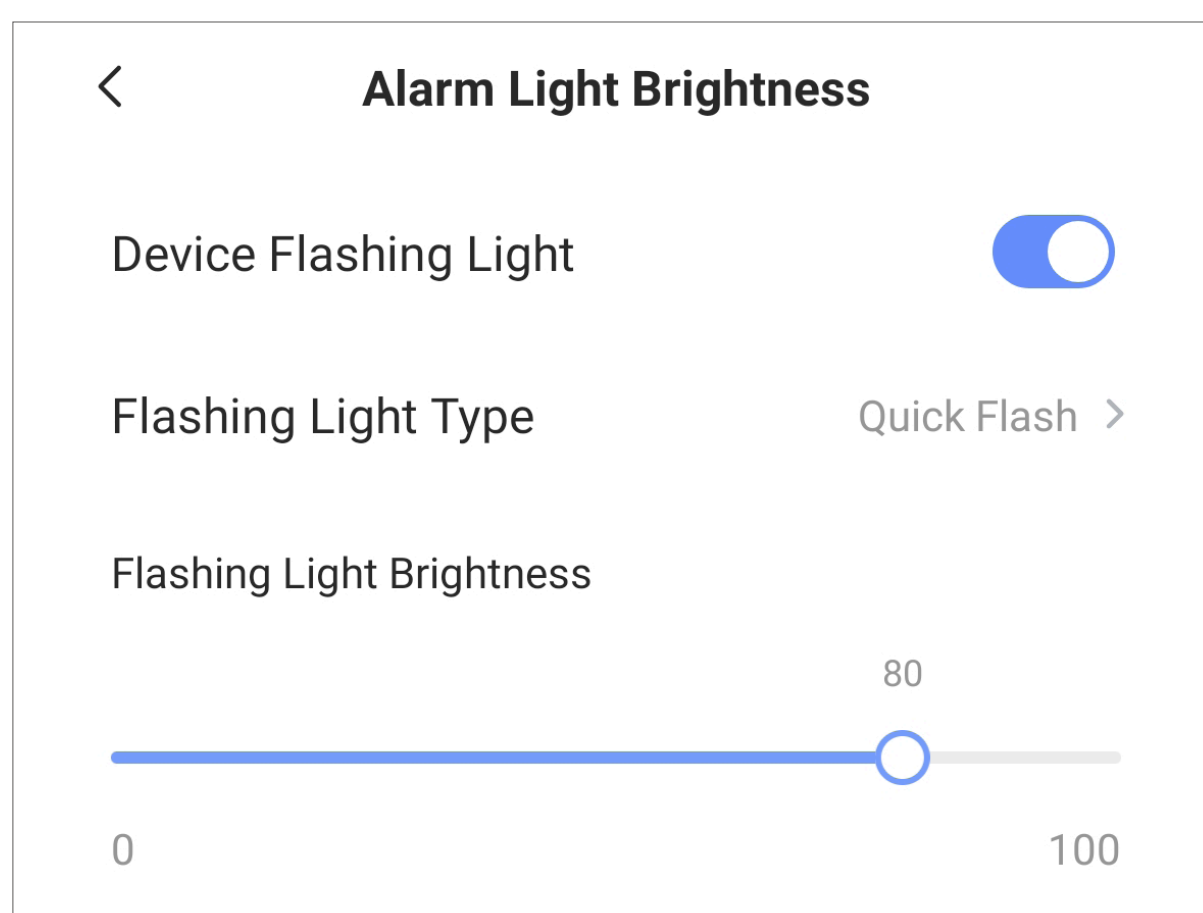 Alarm Light Brightness
Device Flashing Light
Flashing Light Type Quick Flash
Flashing Light Brightness
80
0 100